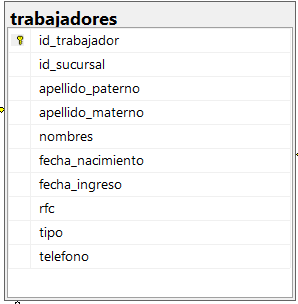 trabajadores
id_trabajador
id_sucursal
apellido_paterno
apellido_materno
nombres
fecha_nacimiento
fecha_ingreso
rfc
tipo
telefono